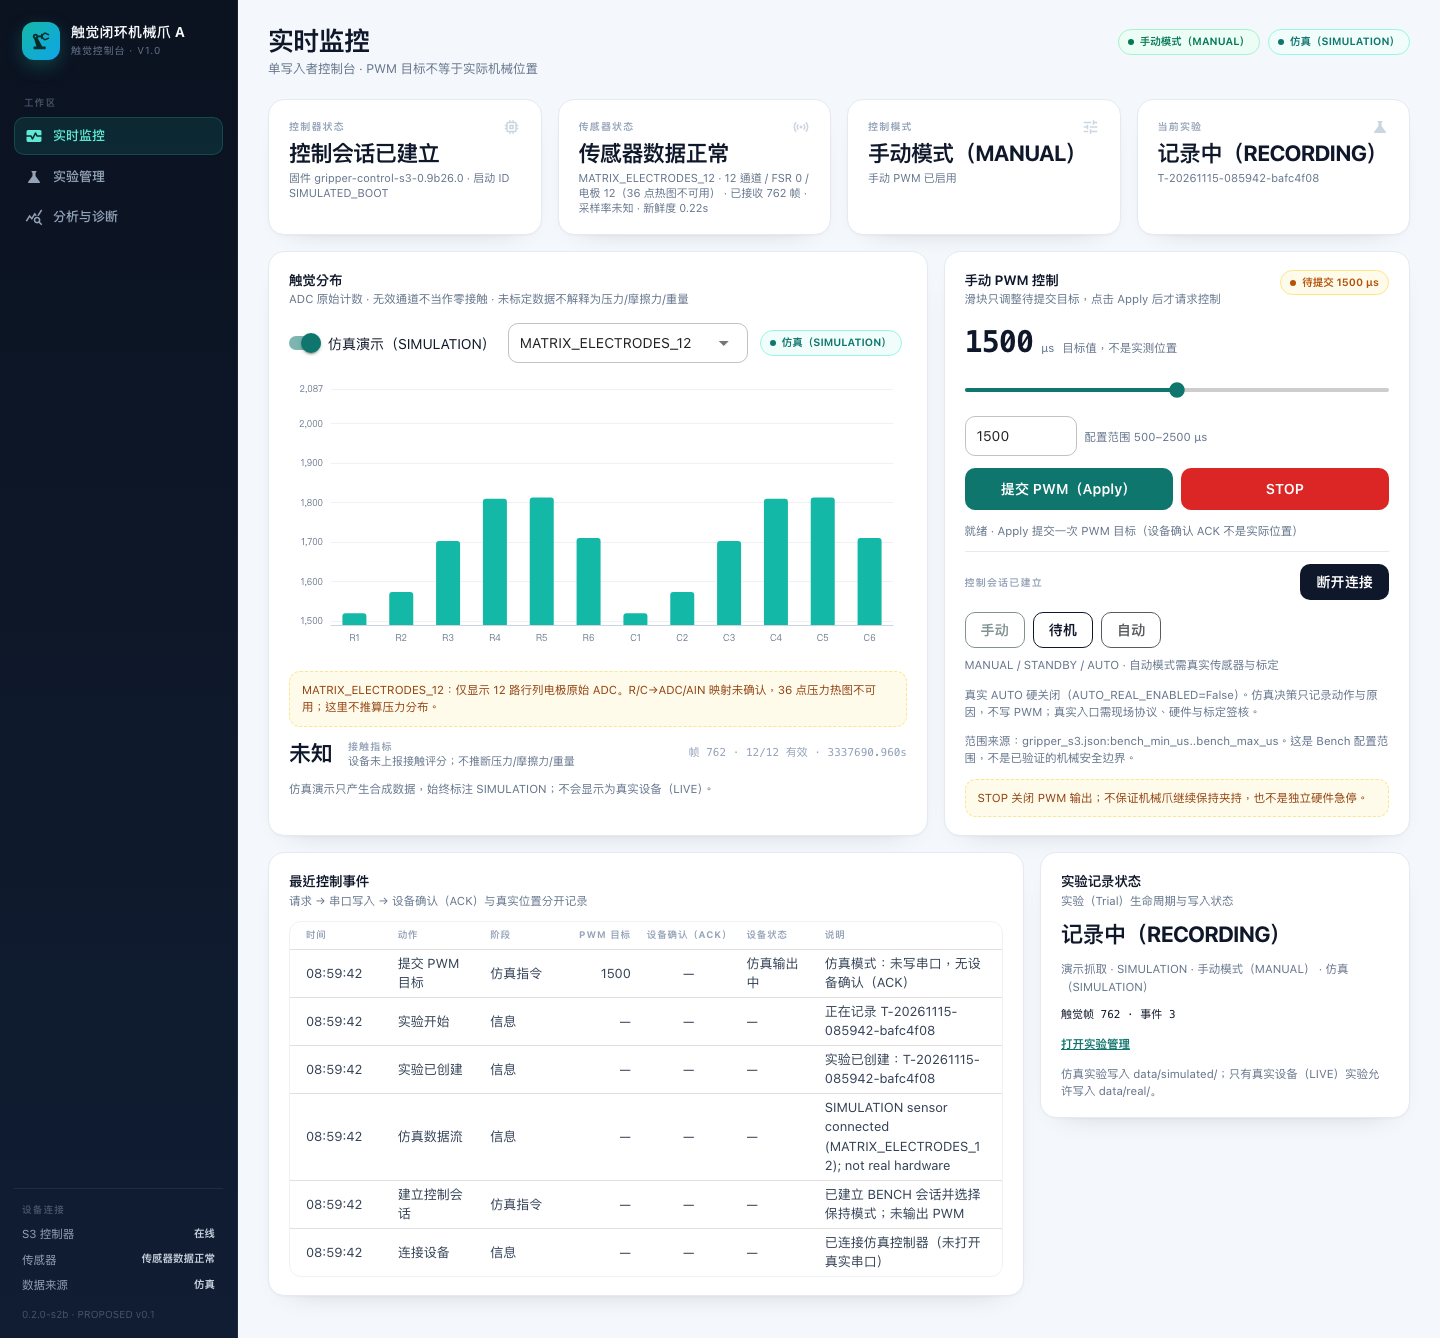 触觉闭环机械爪 A
触觉控制台 · V1.0
工作区
实时监控
实验管理
分析与诊断
设备连接
S3 控制器 在线
传感器 传感器数据正常
数据来源 仿真
0.2.0-s2b · PROPOSED v0.1
实时监控
单写入者控制台 · PWM 目标不等于实际机械位置
手动模式（MANUAL）
仿真（SIMULATION）
控制器状态
控制会话已建立
固件 gripper-control-s3-0.9b26.0 · 启动 ID
SIMULATED_BOOT
传感器状态
传感器数据正常
MATRIX_ELECTRODES_12 · 12 通道 / FSR 0 /
电极 12（36 点热图不可用） · 已接收 762 帧 ·
采样率未知 · 新鲜度 0.22s
控制模式
手动模式（MANUAL）
手动 PWM 已启用
当前实验
记录中（RECORDING）
T-20261115-085942-bafc4f08
触觉分布
ADC 原始计数 · 无效通道不当作零接触 · 未标定数据不解释为压力/摩擦力/重量
仿真演示（SIMULATION）
MATRIX_ELECTRODES_12
仿真（SIMULATION）
2,087
2,000
1,900
1,800
1,700
1,600
1,500
R1 R2 R3 R4 R5 R6 C1 C2 C3 C4 C5 C6
MATRIX_ELECTRODES_12：仅显示 12 路行列电极原始 ADC。R/C→ADC/AIN 映射未确认，36 点压力热图不可
用；这里不推算压力分布。
未知
接触指标
设备未上报接触评分；不推断压力/摩擦力/重量
帧 762 · 12/12 有效 · 3337690.960s
仿真演示只产生合成数据，始终标注 SIMULATION；不会显示为真实设备（LIVE）。
手动 PWM 控制
滑块只调整待提交目标，点击 Apply 后才请求控制
待提交 1500 µs
1500 µs 目标值，不是实测位置
1500
配置范围 500–2500 µs
提交 PWM（Apply）
STOP
就绪 · Apply 提交一次 PWM 目标（设备确认 ACK 不是实际位置）
控制会话已建立
断开连接
手动
待机
自动
MANUAL / STANDBY / AUTO · 自动模式需真实传感器与标定
真实 AUTO 硬关闭（AUTO_REAL_ENABLED=False）。仿真决策只记录动作与原
因，不写 PWM；真实入口需现场协议、硬件与标定签核。
范围来源：gripper_s3.json:bench_min_us..bench_max_us。这是 Bench 配置范
围，不是已验证的机械安全边界。
STOP 关闭 PWM 输出；不保证机械爪继续保持夹持，也不是独立硬件急停。
最近控制事件
请求 → 串口写入 → 设备确认（ACK）与真实位置分开记录
时间 动作 阶段 PWM 目标 设备确认（ACK） 设备状态 说明
08:59:42 提交 PWM
目标 仿真指令 1500 — 仿真输出
中 仿真模式：未写串口，无设
备确认（ACK）
08:59:42 实验开始 信息 — — — 正在记录 T-20261115-
085942-bafc4f08
08:59:42 实验已创建 信息 — — — 实验已创建：T-20261115-
085942-bafc4f08
08:59:42 仿真数据流 信息 — — — SIMULATION sensor
connected
(MATRIX_ELECTRODES_1
2); not real hardware
08:59:42 建立控制会
话 仿真指令 — — — 已建立 BENCH 会话并选择
保持模式；未输出 PWM
08:59:42 连接设备 信息 — — — 已连接仿真控制器（未打开
真实串口）
实验记录状态
实验（Trial）生命周期与写入状态
记录中（RECORDING）
演示抓取 · SIMULATION · 手动模式（MANUAL） · 仿真
（SIMULATION）
触觉帧 762 · 事件 3
打开实验管理
仿真实验写入 data/simulated/；只有真实设备（LIVE）实验允
许写入 data/real/。